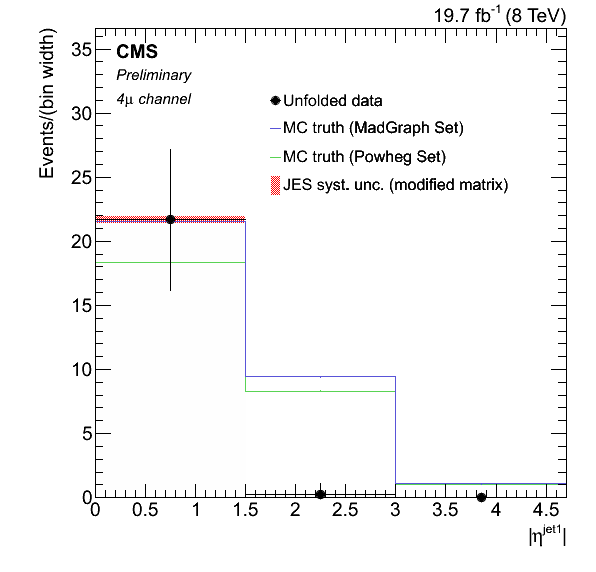 19.7 fb⁻¹ (8 TeV)
Events/(bin width)
CMS
Preliminary
4μ channel
Unfolded data
MC truth (MadGraph Set)
MC truth (Powheg Set)
JES syst. unc. (modified matrix)
35
30
25
20
15
10
5
0
0 0.5 1 1.5 2 2.5 3 3.5 4 4.5
|η^jet1|